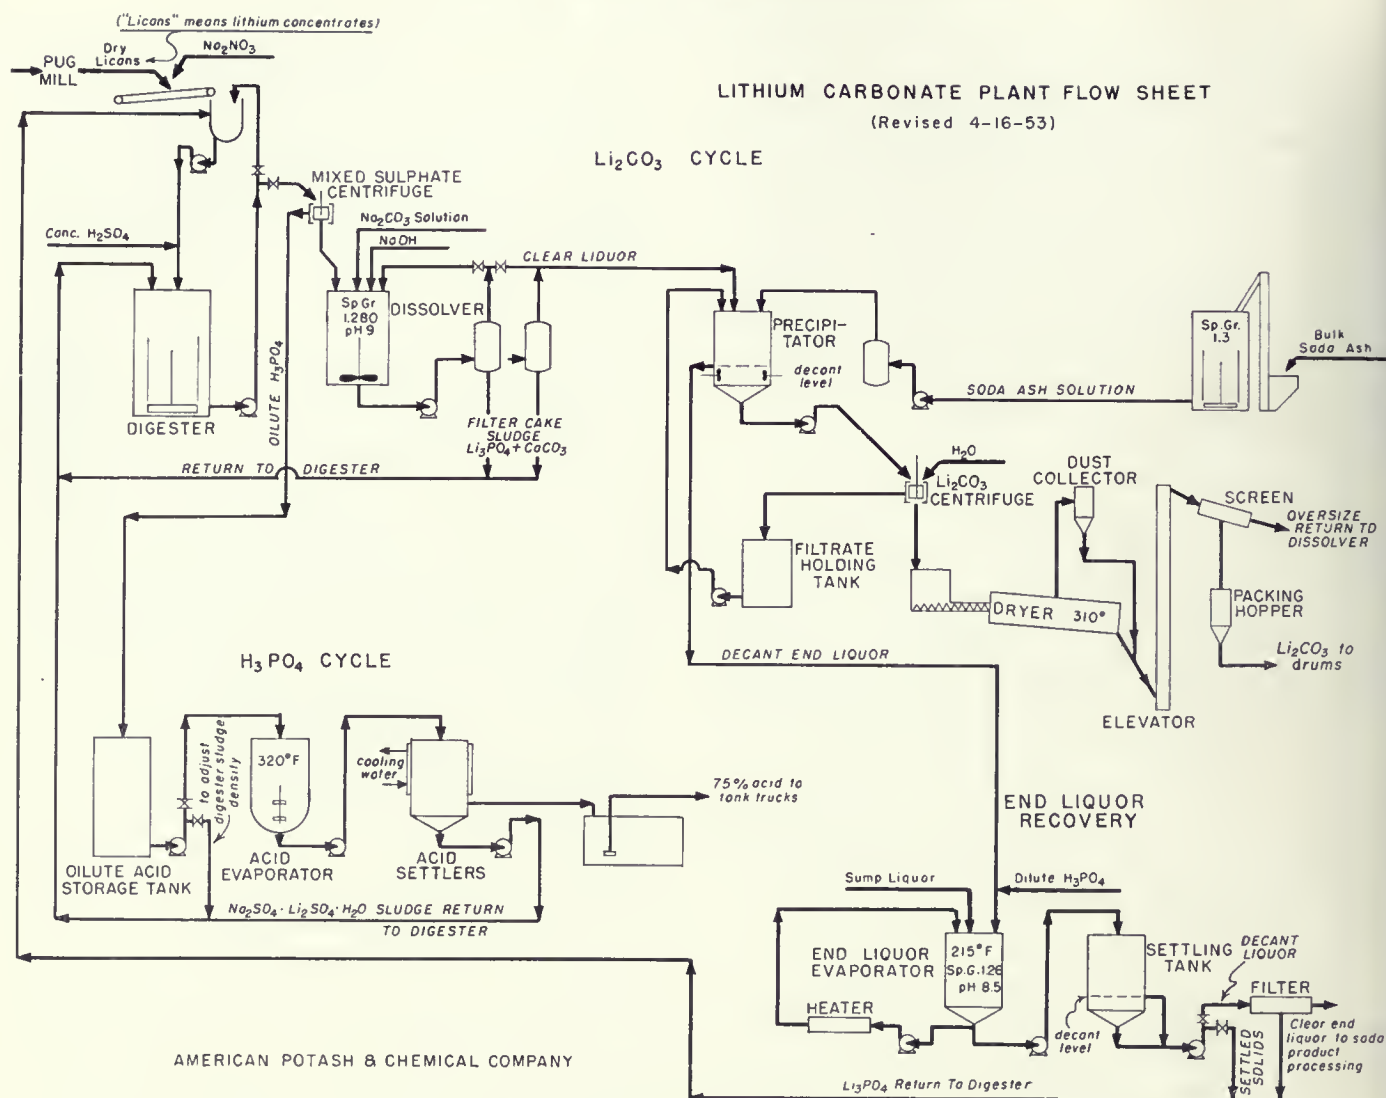 ("Licans" means lithium concentrates)
Dry
Licans
Na₂NO₃
PUG
MILL
LITHIUM CARBONATE PLANT FLOW SHEET
(Revised 4-16-53)
Li₂CO₃ CYCLE
MIXED SULPHATE
CENTRIFUGE
Na₂CO₃ Solution
NaOH
Conc. H₂SO₄
CLEAR LIQUOR
Sp.Gr
1.280
pH 9
DISSOLVER
DIGESTER
DILUTE H₃PO₄
FILTER CAKE
SLUDGE
Li₃PO₄+CaCO₃
RETURN TO DIGESTER
PRECIPI-
TATOR
decant
level
SODA ASH SOLUTION
Sp.Gr.
1.3
Bulk
Soda Ash
H₂O
Li₂CO₃
CENTRIFUGE
DUST
COLLECTOR
SCREEN
OVERSIZE
RETURN TO
DISSOLVER
FILTRATE
HOLDING
TANK
DRYER 310°
PACKING
HOPPER
Li₂CO₃ to
drums
ELEVATOR
DECANT END LIQUOR
H₃PO₄ CYCLE
to adjust
digester sludge
density
320°F
cooling
water
75% acid to
tank trucks
DILUTE ACID
STORAGE TANK
ACID
EVAPORATOR
ACID
SETTLERS
Na₂SO₄·Li₂SO₄·H₂O SLUDGE RETURN
TO DIGESTER
END LIQUOR
RECOVERY
Sump Liquor
Dilute H₃PO₄
END LIQUOR
EVAPORATOR
215°F
Sp.G.1.26
pH 8.5
HEATER
SETTLING
TANK
DECANT
LIQUOR
FILTER
decant
level
SETTLED
SOLIDS
Clear end
liquor to soda
product
processing
AMERICAN POTASH & CHEMICAL COMPANY
Li₃PO₄ Return To Digester